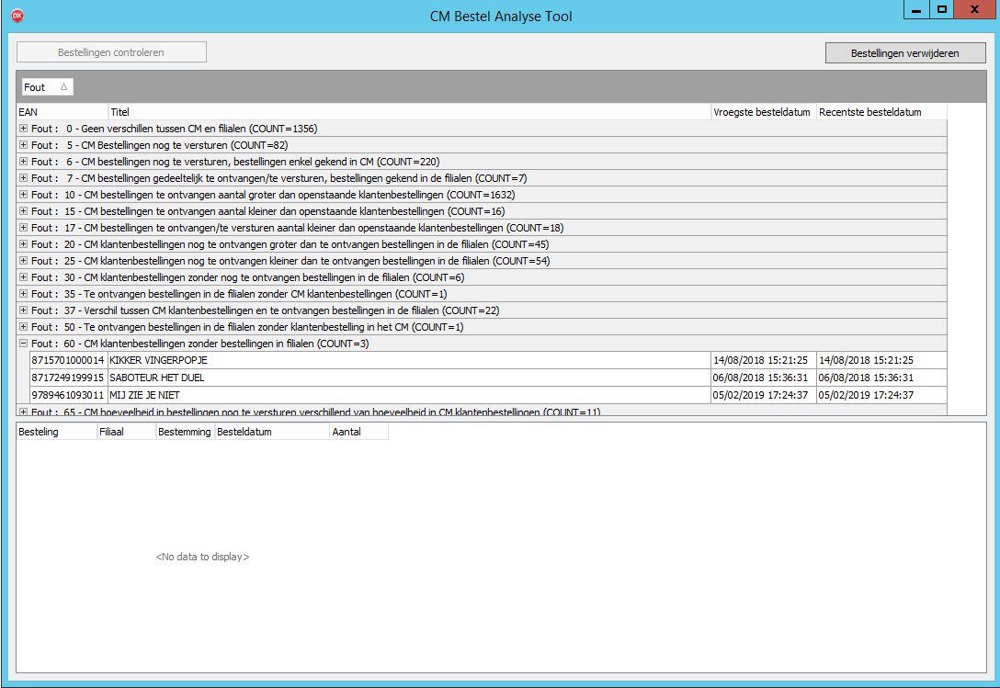 DX
CM Bestel Analyse Tool
Bestellingen controleren
Bestellingen verwijderen
Fout
EAN Titel Vroegste besteldatum Recentste besteldatum
Fout : 0 - Geen verschillen tussen CM en filialen (COUNT=1356)
Fout : 5 - CM Bestellingen nog te versturen (COUNT=82)
Fout : 6 - CM bestellingen nog te versturen, bestellingen enkel gekend in CM (COUNT=220)
Fout : 7 - CM bestellingen gedeeltelijk te ontvangen/te versturen, bestellingen gekend in de filialen (COUNT=7)
Fout : 10 - CM bestellingen te ontvangen aantal groter dan openstaande klantenbestellingen (COUNT=1632)
Fout : 15 - CM bestellingen te ontvangen aantal kleiner dan openstaande klantenbestellingen (COUNT=16)
Fout : 17 - CM bestellingen te ontvangen/te versturen aantal kleiner dan openstaande klantenbestellingen (COUNT=18)
Fout : 20 - CM klantenbestellingen nog te ontvangen groter dan te ontvangen bestellingen in de filialen (COUNT=45)
Fout : 25 - CM klantenbestellingen nog te ontvangen kleiner dan te ontvangen bestellingen in de filialen (COUNT=54)
Fout : 30 - CM klantenbestellingen zonder nog te ontvangen bestellingen in de filialen (COUNT=6)
Fout : 35 - Te ontvangen bestellingen in de filialen zonder CM klantenbestellingen (COUNT=1)
Fout : 37 - Verschil tussen CM klantenbestellingen en te ontvangen bestellingen in de filialen (COUNT=22)
Fout : 50 - Te ontvangen bestellingen in de filialen zonder klantenbestelling in het CM (COUNT=1)
Fout : 60 - CM klantenbestellingen zonder bestellingen in filialen (COUNT=3)
8715701000014 KIKKER VINGERPOPJE 14/08/2018 15:21:25 14/08/2018 15:21:25
8717249199915 SABOTEUR HET DUEL 06/08/2018 15:36:31 06/08/2018 15:36:31
9789461093011 MIJ ZIE JE NIET 05/02/2019 17:24:37 05/02/2019 17:24:37
Fout : 65 - CM hoeveelheid in bestellingen nog te versturen verschillend van hoeveelheid in CM klantenbestellingen (COUNT=11)
Besteling Filiaal Bestemming Besteldatum Aantal
<No data to display>